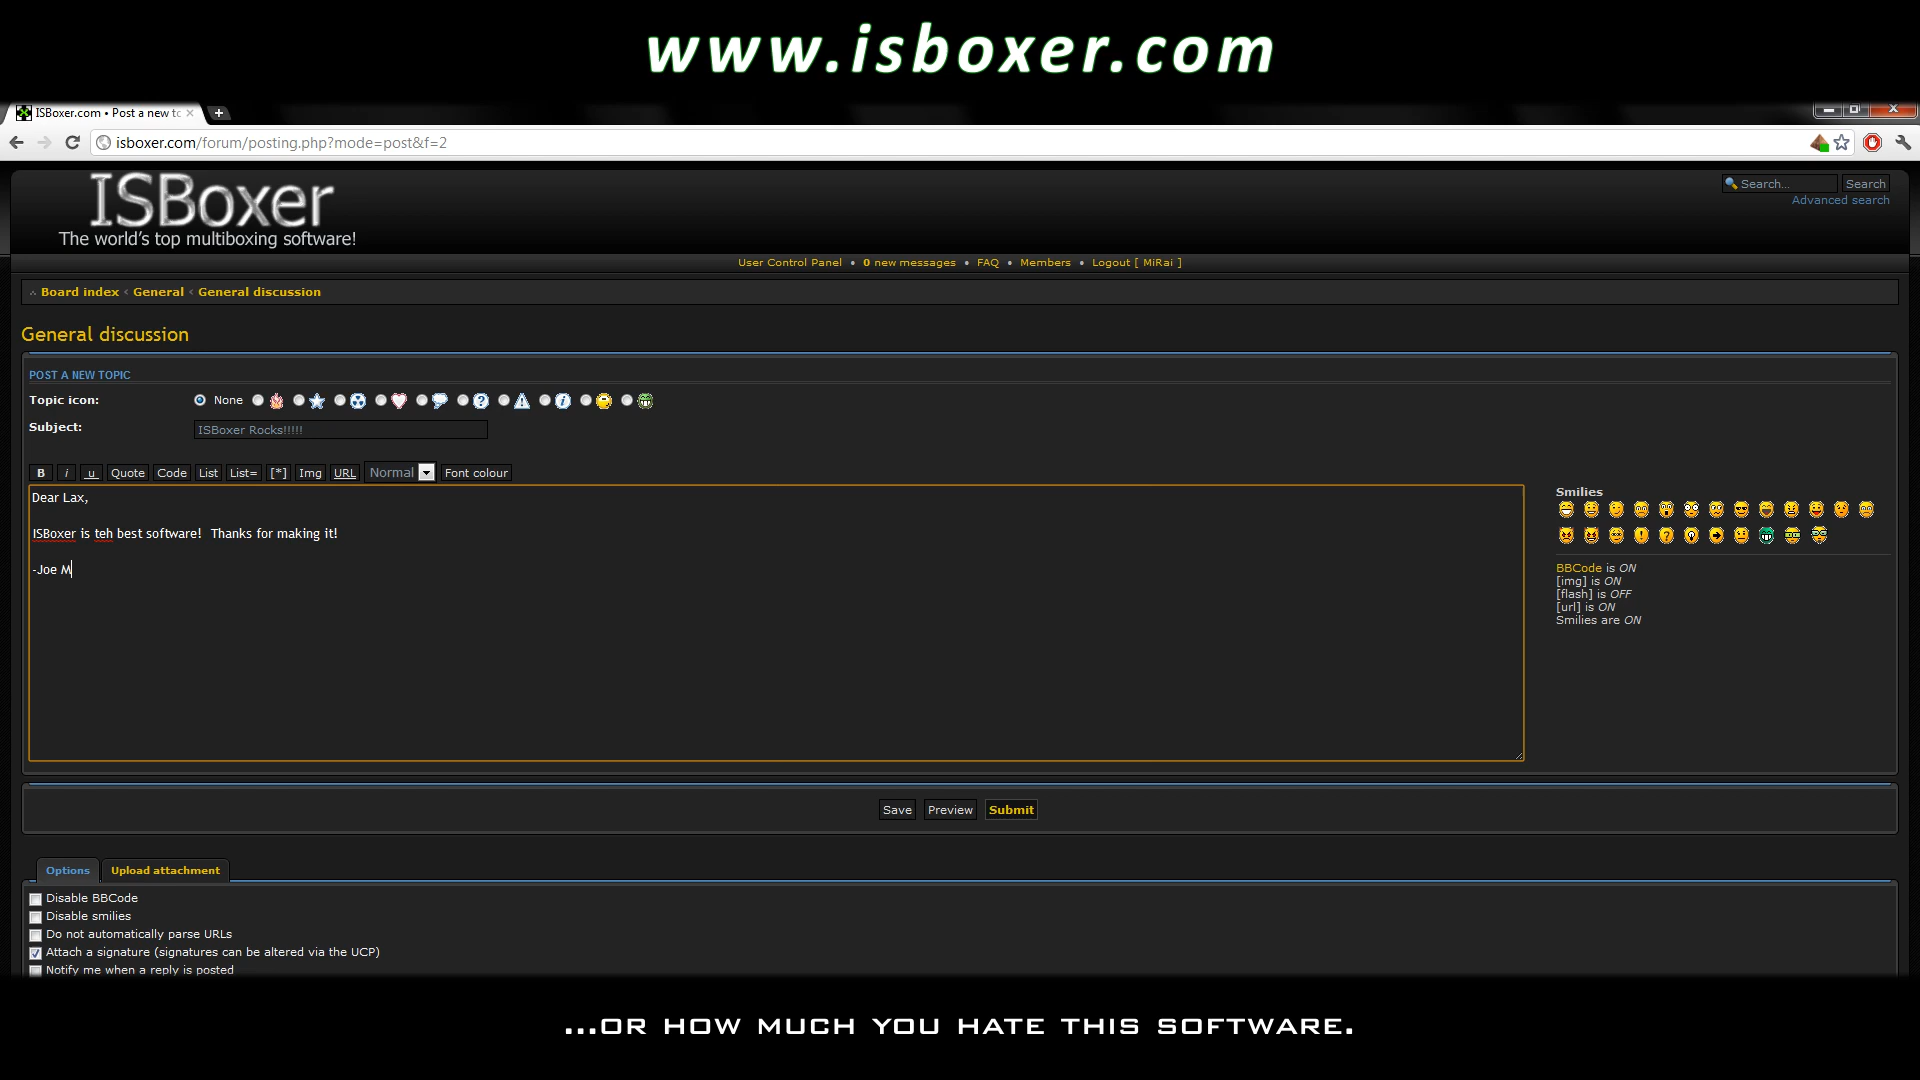 www.isboxer.com
ISBoxer.com • Post a new to
isboxer.com/forum/posting.php?mode=post&f=2
ISBoxer
The world's top multiboxing software!
Search...
Search
Advanced search
User Control Panel • 0 new messages • FAQ • Members • Logout [ MiRai ]
Board index ‹ General ‹ General discussion
General discussion
POST A NEW TOPIC
Topic icon: None
Subject: ISBoxer Rocks!!!!!
B i u Quote Code List List= [*] Img URL Normal Font colour
Dear Lax,
ISBoxer is teh best software!  Thanks for making it!
-Joe M
Smilies
BBCode is ON
[img] is ON
[flash] is OFF
[url] is ON
Smilies are ON
Save Preview Submit
Options Upload attachment
Disable BBCode
Disable smilies
Do not automatically parse URLs
Attach a signature (signatures can be altered via the UCP)
Notify me when a reply is posted
...OR HOW MUCH YOU HATE THIS SOFTWARE.